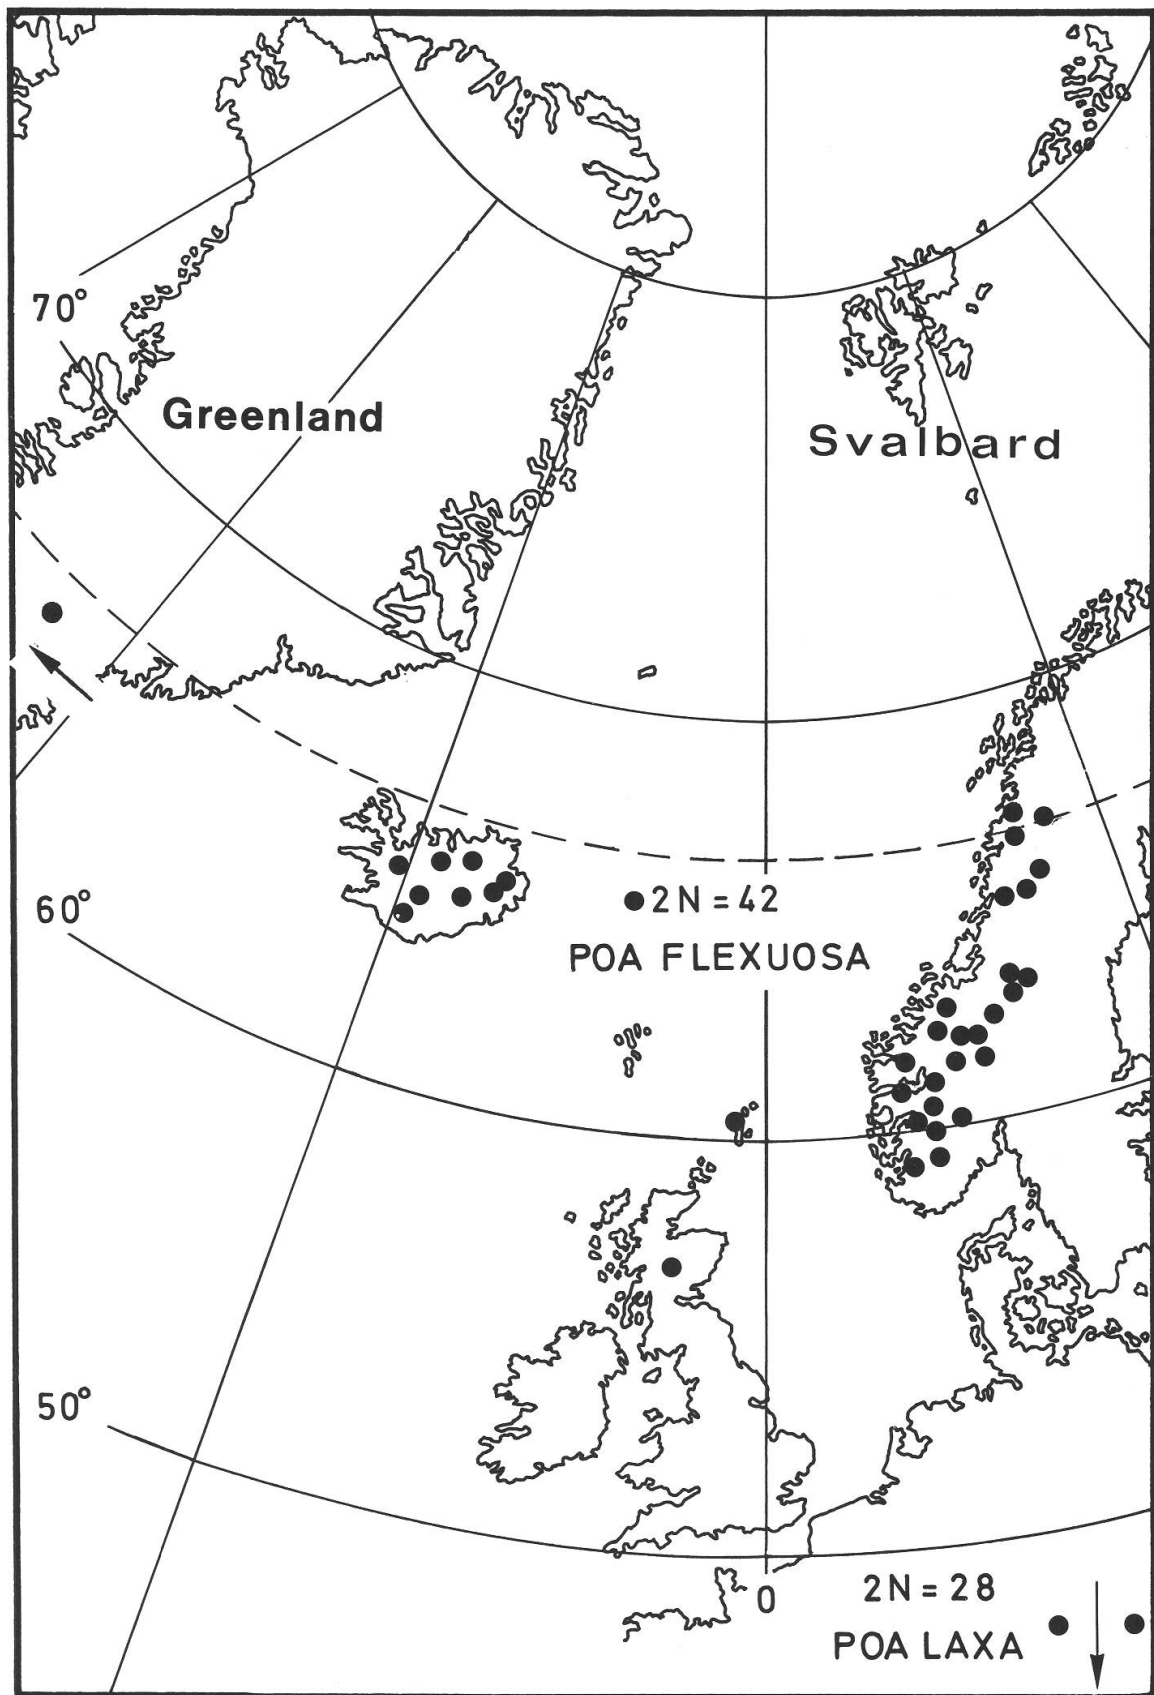 70°
Greenland
Svalbard
60°
2N=42
POA FLEXUOSA
50°
0
2N=28
POA LAXA